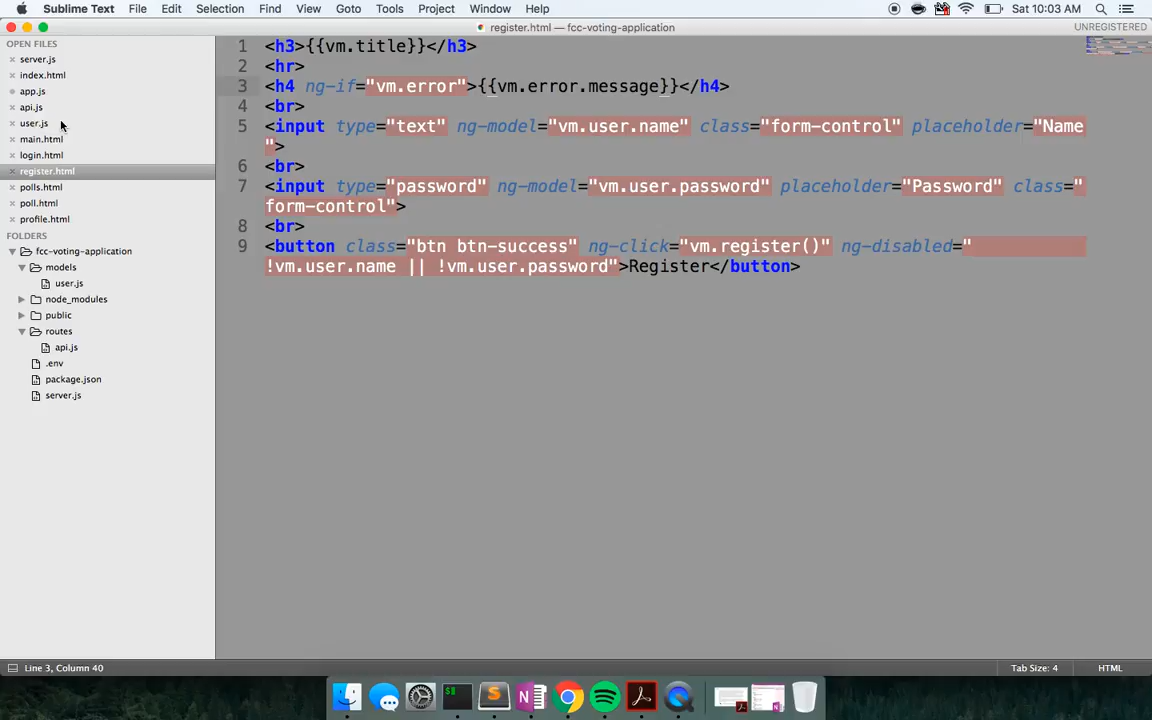 Sublime Text File Edit Selection Find View Goto Tools Project Window Help Sat 10:03 AM
register.html — fcc-voting-application UNREGISTERED
OPEN FILES
server.js
index.html
app.js
api.js
user.js
main.html
login.html
register.html
polls.html
poll.html
profile.html
FOLDERS
fcc-voting-application
models
user.js
node_modules
public
routes
api.js
.env
package.json
server.js
1 <h3>{{vm.title}}</h3>
2 <hr>
3 <h4 ng-if="vm.error">{{vm.error.message}}</h4>
4 <br>
5 <input type="text" ng-model="vm.user.name" class="form-control" placeholder="Name
">
6 <br>
7 <input type="password" ng-model="vm.user.password" placeholder="Password" class="
form-control">
8 <br>
9 <button class="btn btn-success" ng-click="vm.register()" ng-disabled="
!vm.user.name || !vm.user.password">Register</button>
Line 3, Column 40 Tab Size: 4 HTML